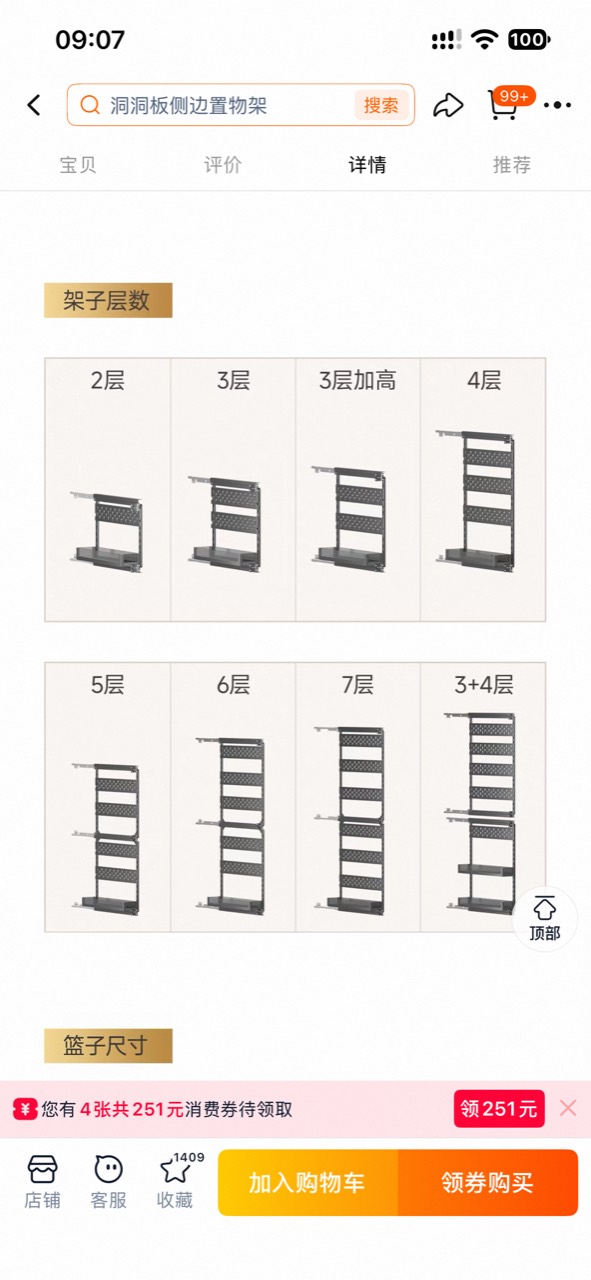 09:07
100
洞洞板侧边置物架
搜索
99+
宝贝
评价
详情
推荐
架子层数
2层
3层
3层加高
4层
5层
6层
7层
3+4层
顶部
篮子尺寸
¥
您有4张共251元消费券待领取
领251元
店铺
客服
1409
收藏
加入购物车
领券购买